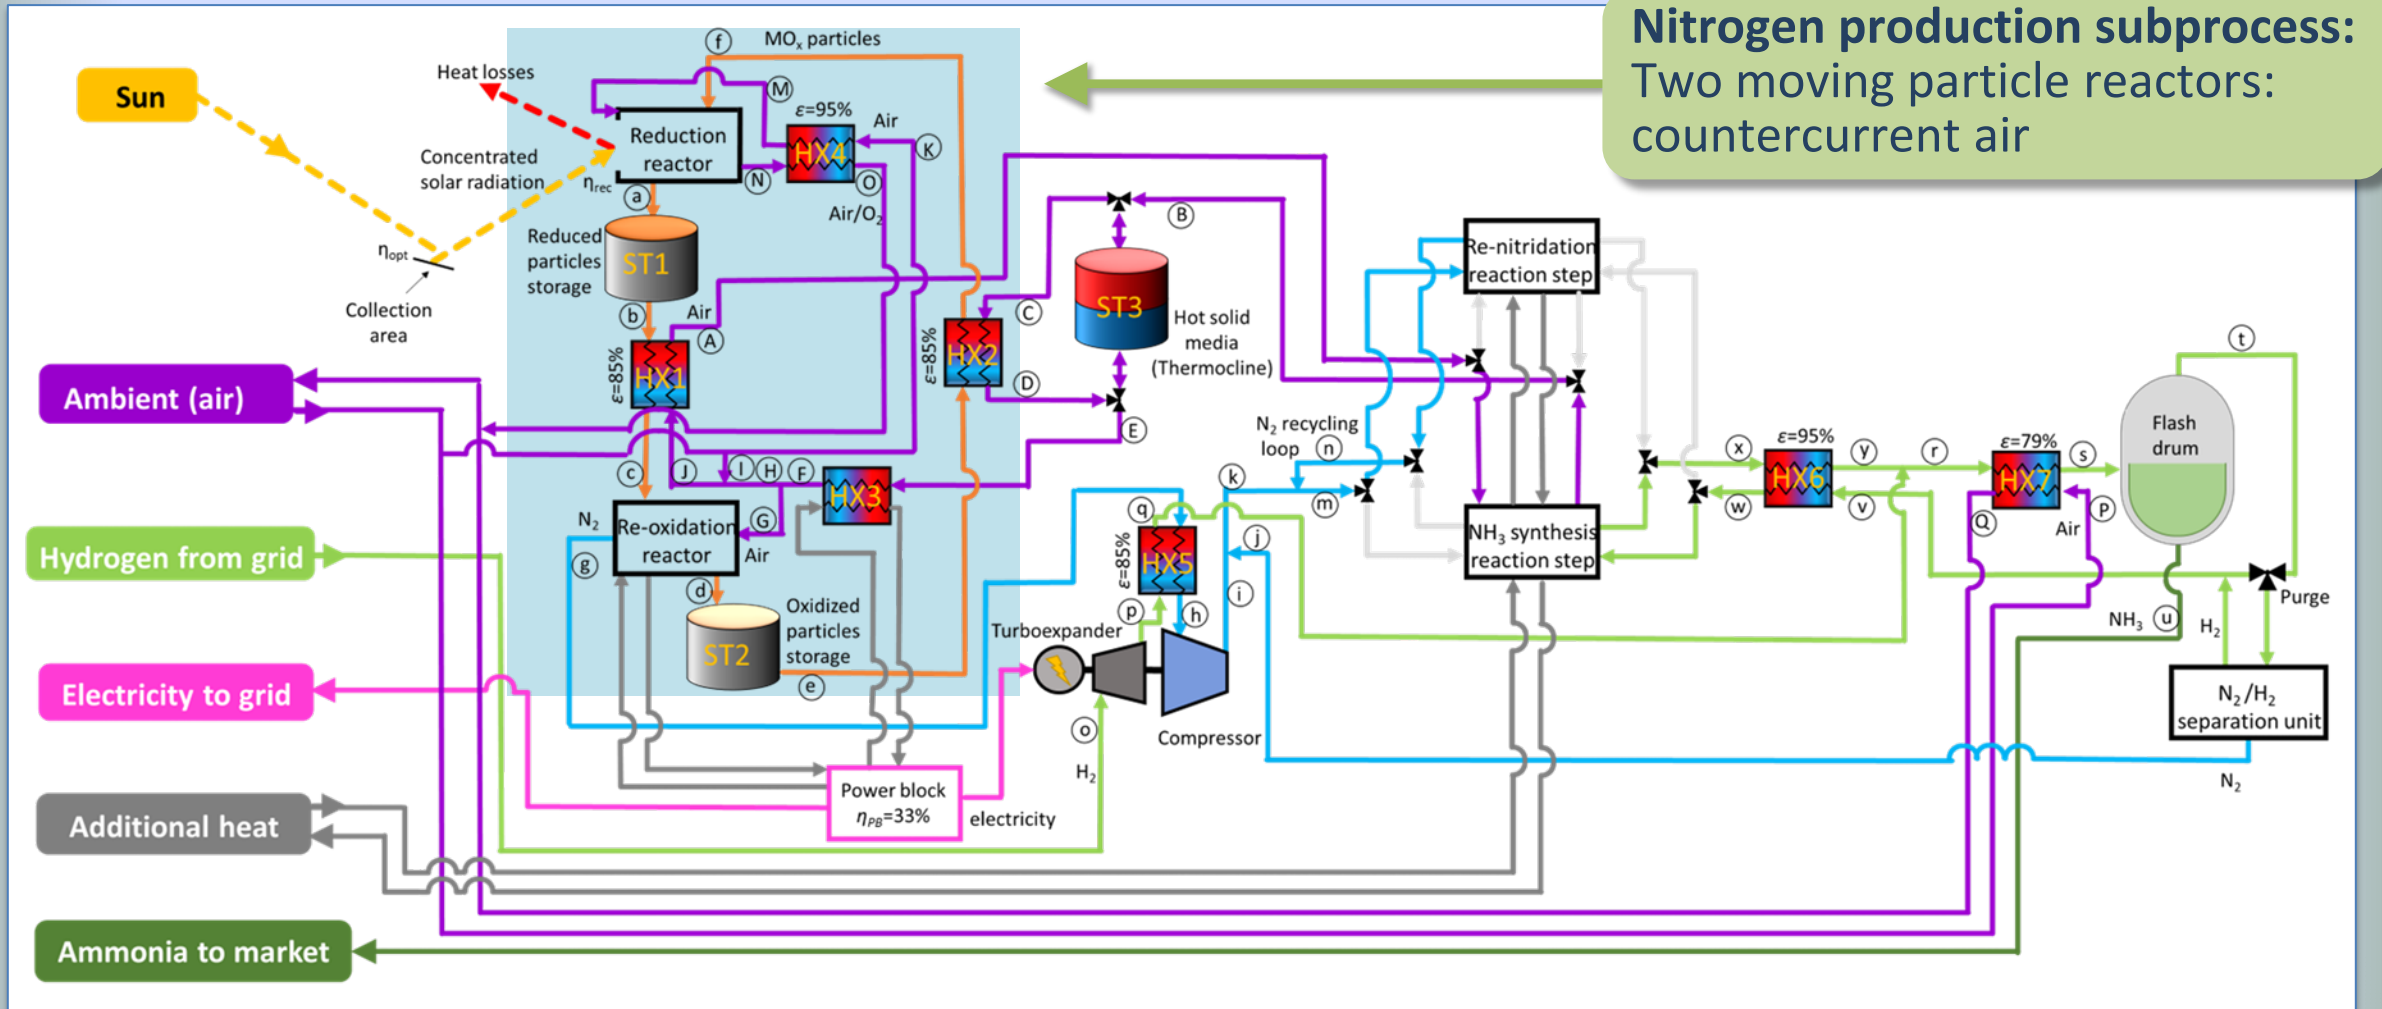 Nitrogen production subprocess:
Two moving particle reactors:
countercurrent air
Sun
Heat losses
f
MOₓ particles
M
ε=95%
Air
K
Reduction
reactor
HX4
Concentrated
solar radiation
η_rec
N
O
a
Air/O₂
B
Reduced
particles
storage
ST1
η_opt
Collection
area
b
Air
A
C
ST3
Hot solid
media
(Thermocline)
ε=85%
HX1
ε=85%
HX2
D
E
Re-nitridation
reaction step
t
Flash
drum
Ambient (air)
N₂ recycling
loop
n
x
ε=95%
y
r
ε=79%
s
HX6
HX7
c
J
I
H
F
HX3
k
m
w
v
Q
P
Air
N₂
Re-oxidation
reactor
G
Air
g
q
ε=85%
HX5
j
i
NH₃ synthesis
reaction step
Hydrogen from grid
d
Oxidized
particles
storage
ST2
e
p
h
Turboexpander
Purge
NH₃
u
H₂
Electricity to grid
o
H₂
Compressor
N₂/H₂
separation unit
N₂
Power block
η_PB=33%
electricity
Additional heat
Ammonia to market